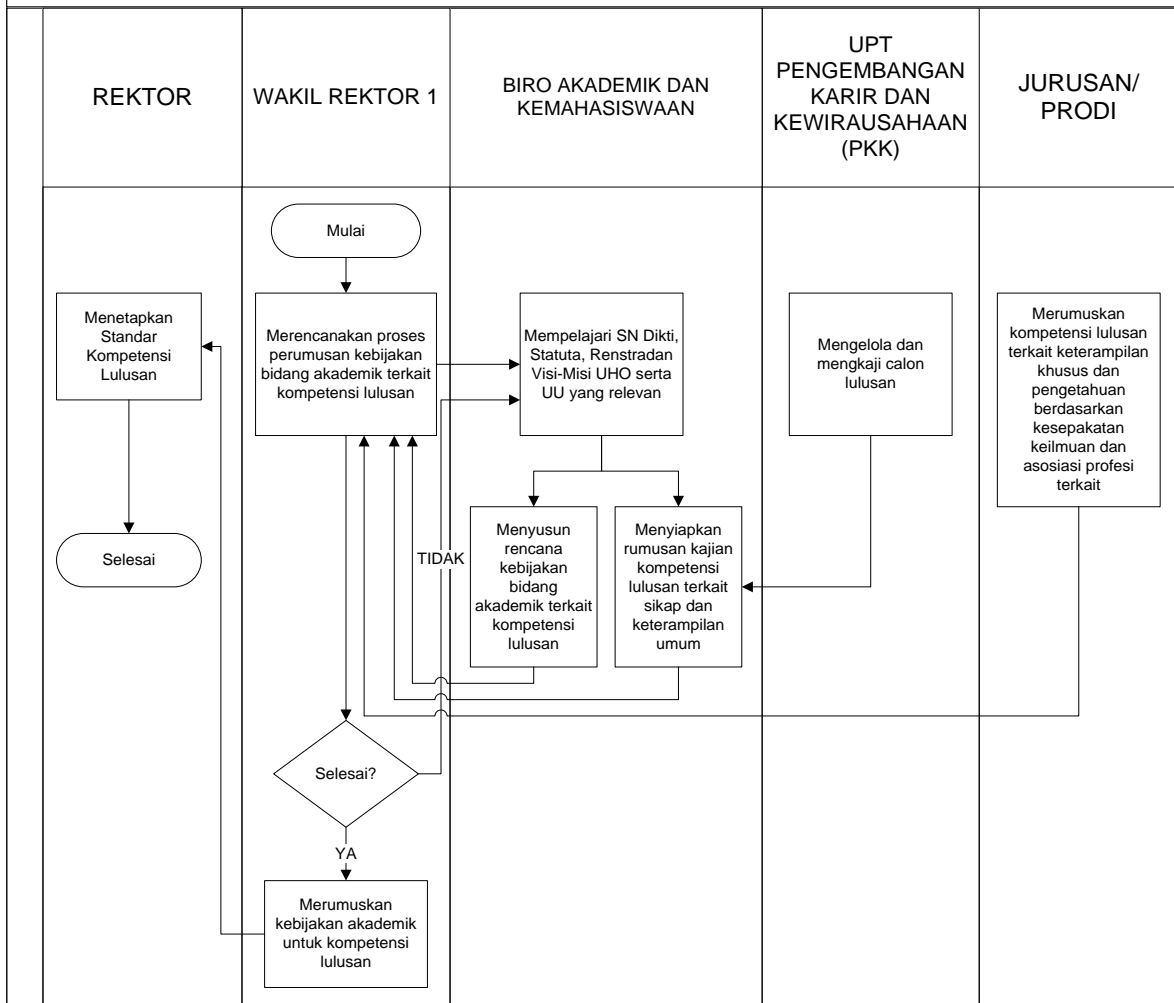 REKTOR
WAKIL REKTOR 1
BIRO AKADEMIK DAN
KEMAHASISWAAN
UPT
PENGEMBANGAN
KARIR DAN
KEWIRAUSAHAAN
(PKK)
JURUSAN/
PRODI
Mulai
Menetapkan
Standar
Kompetensi
Lulusan
Merencanakan proses
perumusan kebijakan
bidang akademik terkait
kompetensi lulusan
Mempelajari SN Dikti,
Statuta, Renstradan
Visi-Misi UHO serta
UU yang relevan
Mengelola dan
mengkaji calon
lulusan
Merumuskan
kompetensi lulusan
terkait keterampilan
khusus dan
pengetahuan
berdasarkan
kesepakatan
keilmuan dan
asosiasi profesi
terkait
Selesai
TIDAK
Menyusun
rencana
kebijakan
bidang
akademik terkait
kompetensi
lulusan
Menyiapkan
rumusan kajian
kompetensi
lulusan terkait
sikap dan
keterampilan
umum
Selesai?
YA
Merumuskan
kebijakan akademik
untuk kompetensi
lulusan